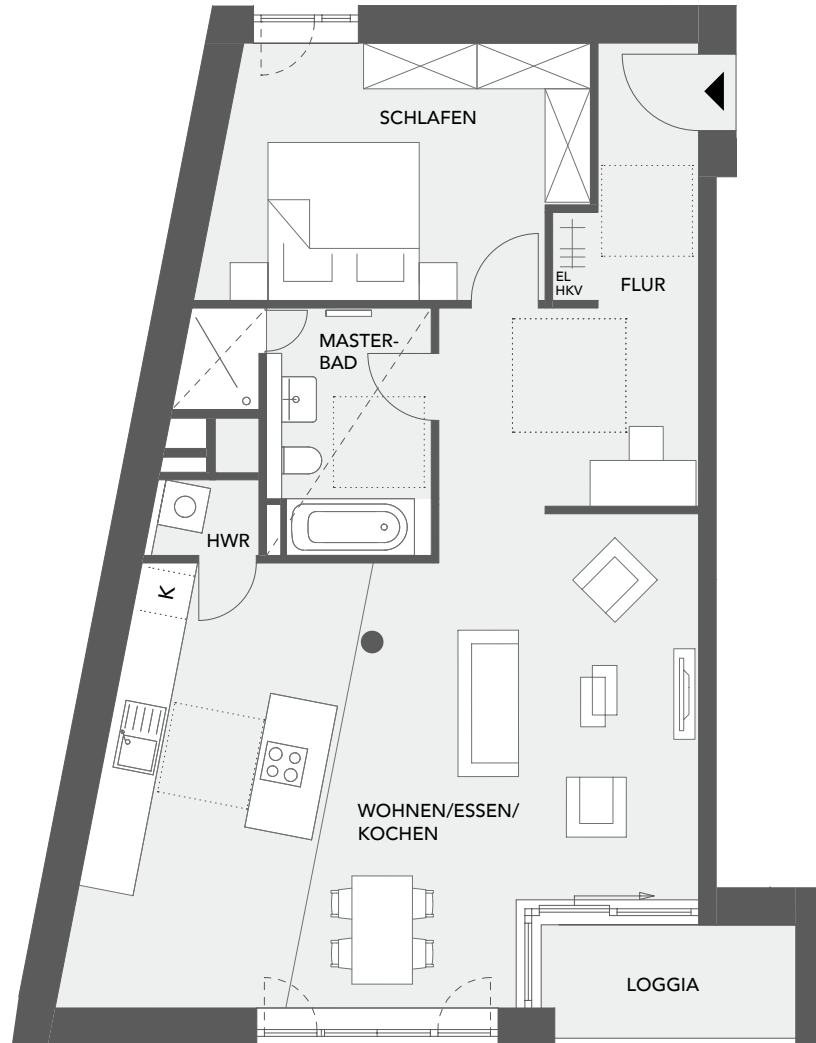 SCHLAFEN
EL
HKV
FLUR
MASTER-
BAD
HWR
K
WOHNEN/ESSEN/
KOCHEN
LOGGIA